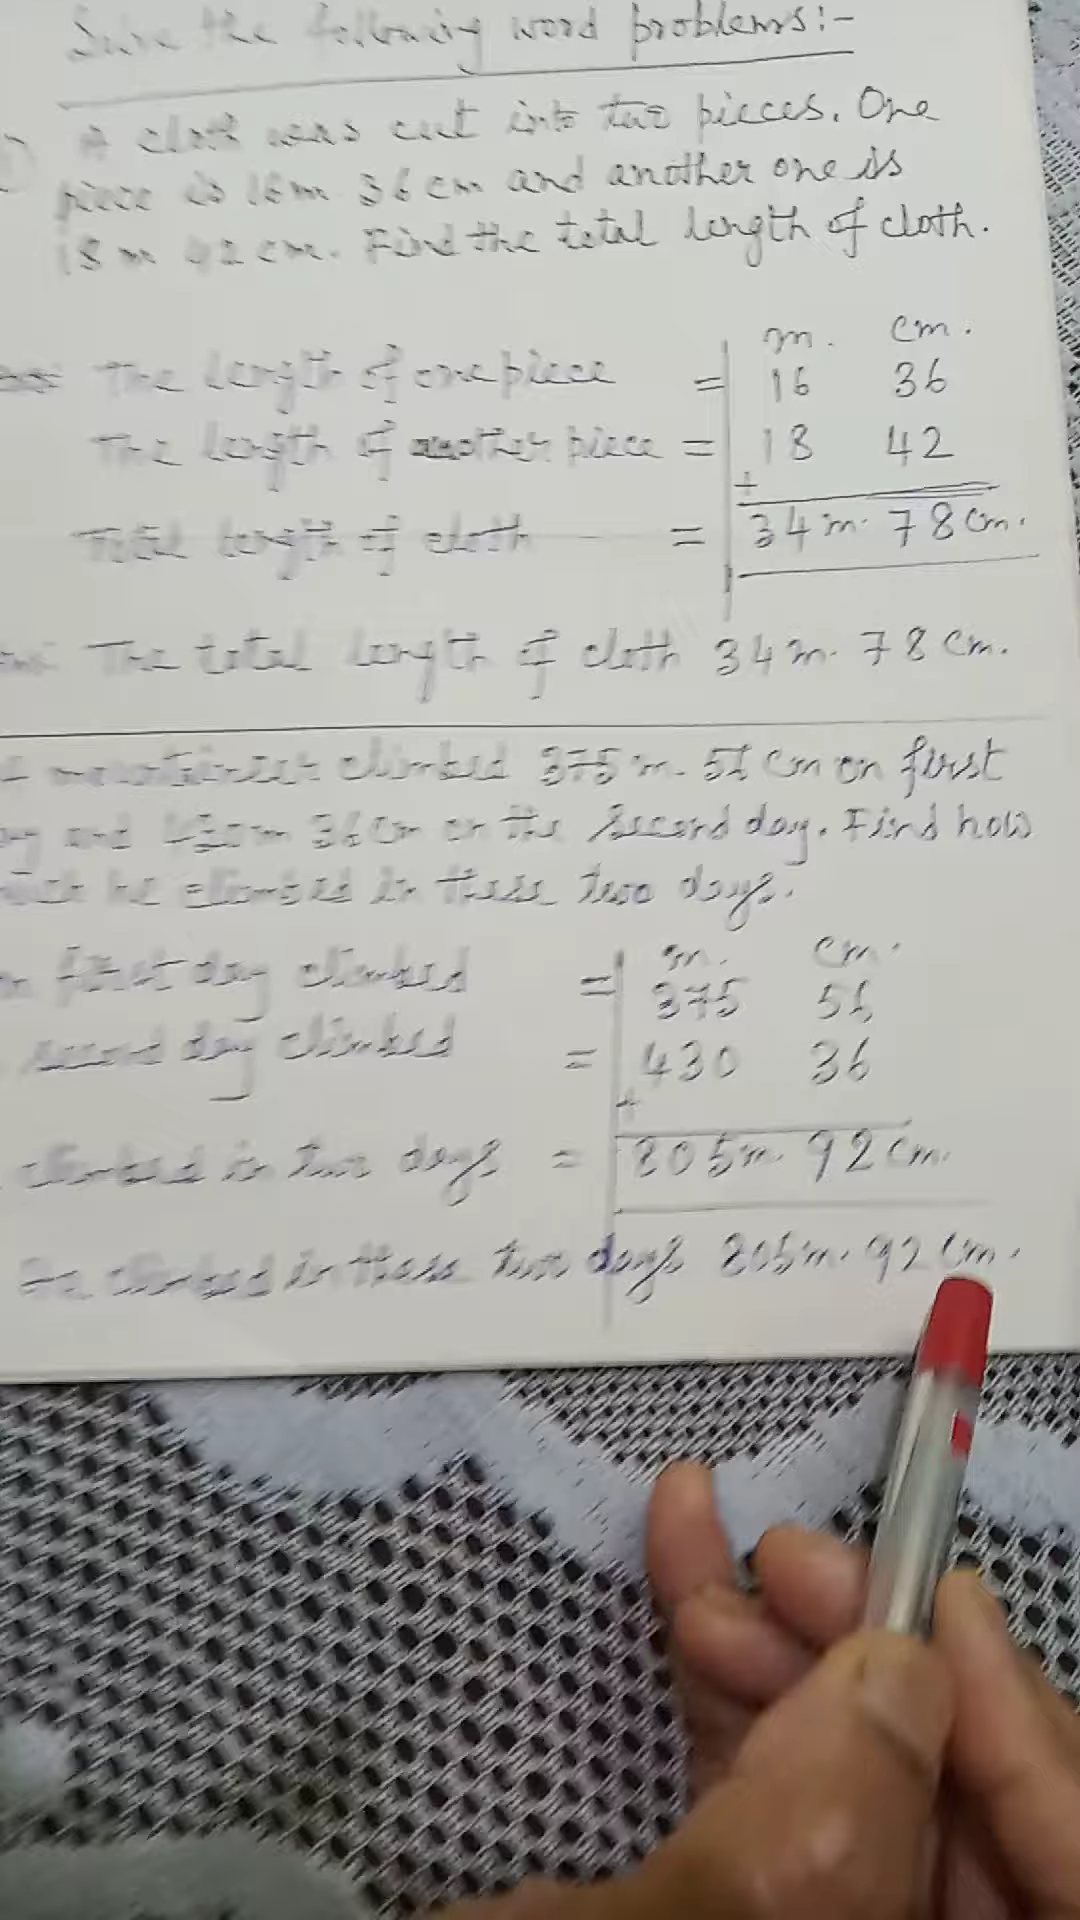 Solve the following word problems:-
A cloth was cut into two pieces. One
piece is 16m 36 cm and another one is
18 m 42 cm. Find the total length of cloth.
m. cm.
The length of one piece = 16 36
The length of another piece = 18 42
+
Total length of cloth = 34 m. 78 cm.
The total length of cloth 34 m. 78 cm.
A mountaineer climbed 375 m. 56 cm on first
and 430m 36 cm on the second day. Find how
he climbed in these two days.
m. cm.
first day climbed = 375 56
second day climbed = 430 36
+
climbed in two days = 805m. 92 cm.
He climbed in these two days 805m. 92 cm.